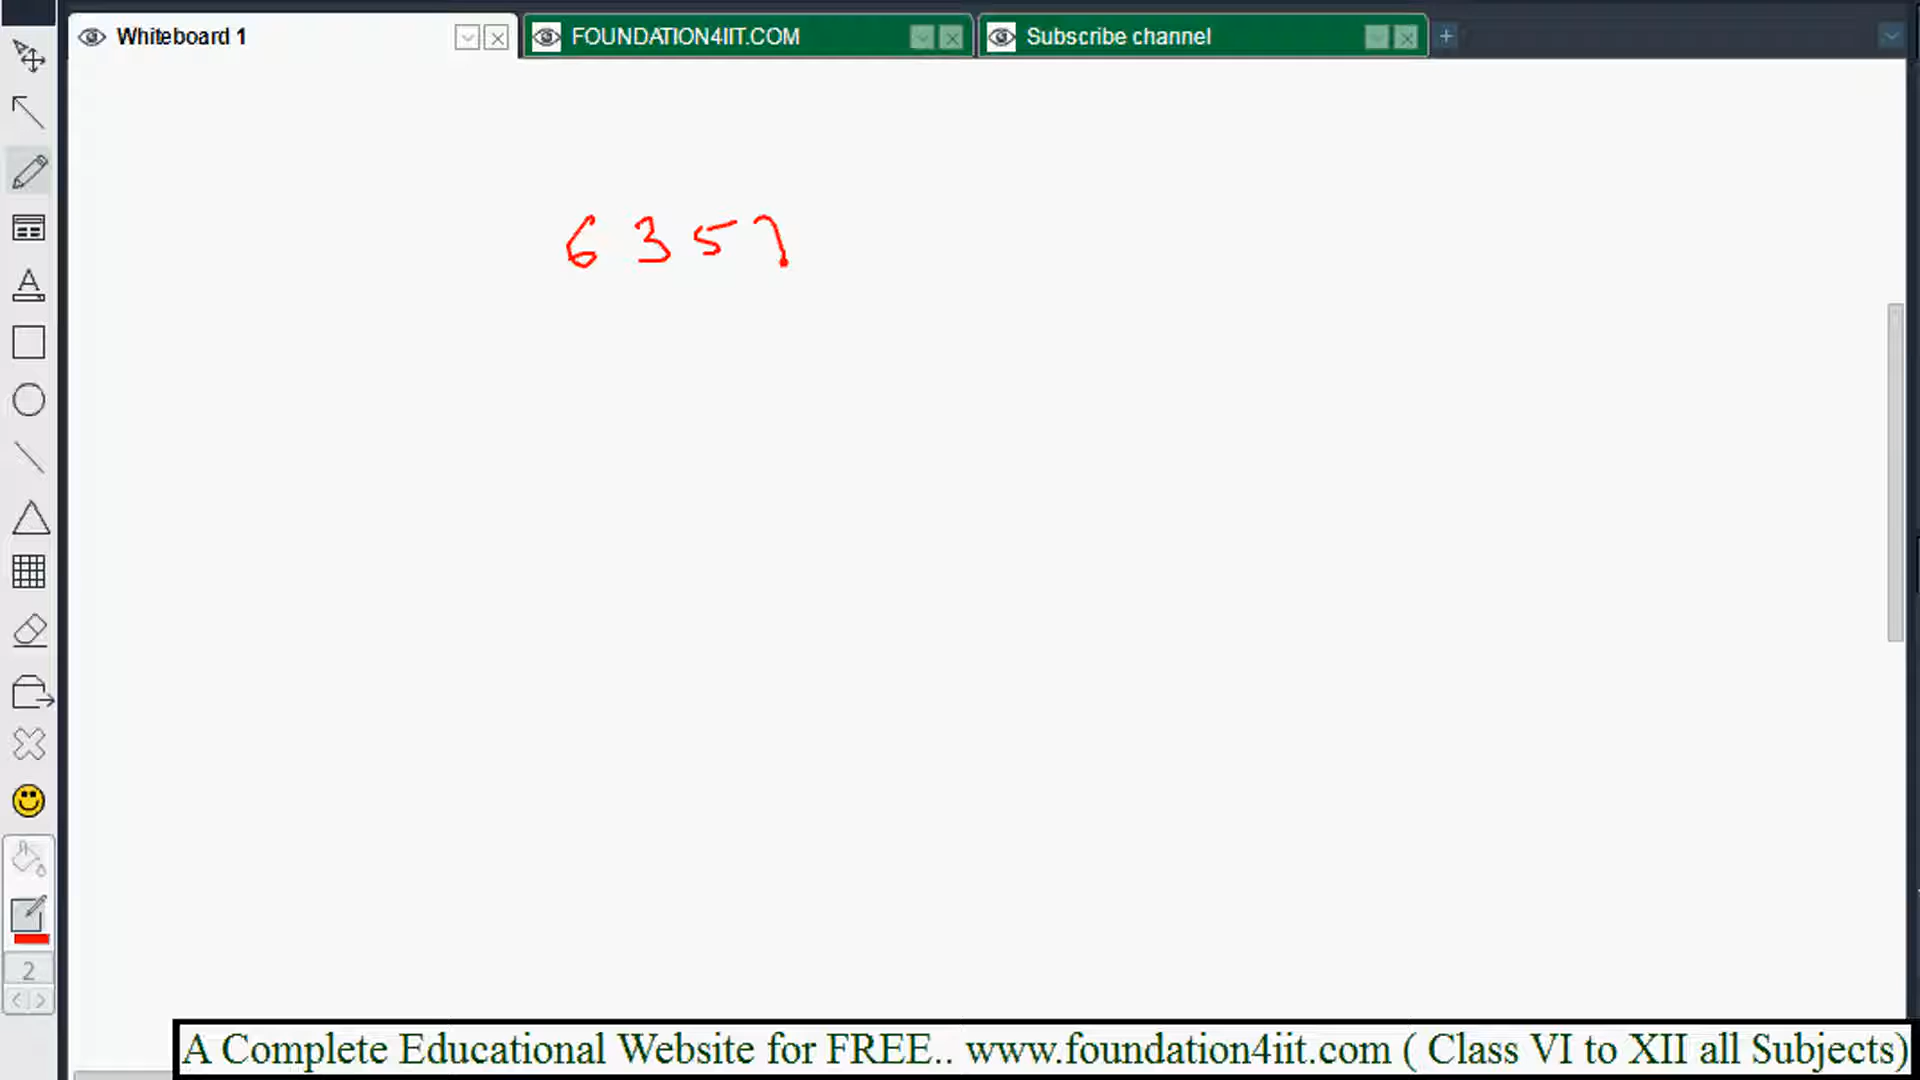 Whiteboard 1
FOUNDATION4IIT.COM
Subscribe channel
6 3 5 7
2
A Complete Educational Website for FREE.. www.foundation4iit.com ( Class VI to XII all Subjects)